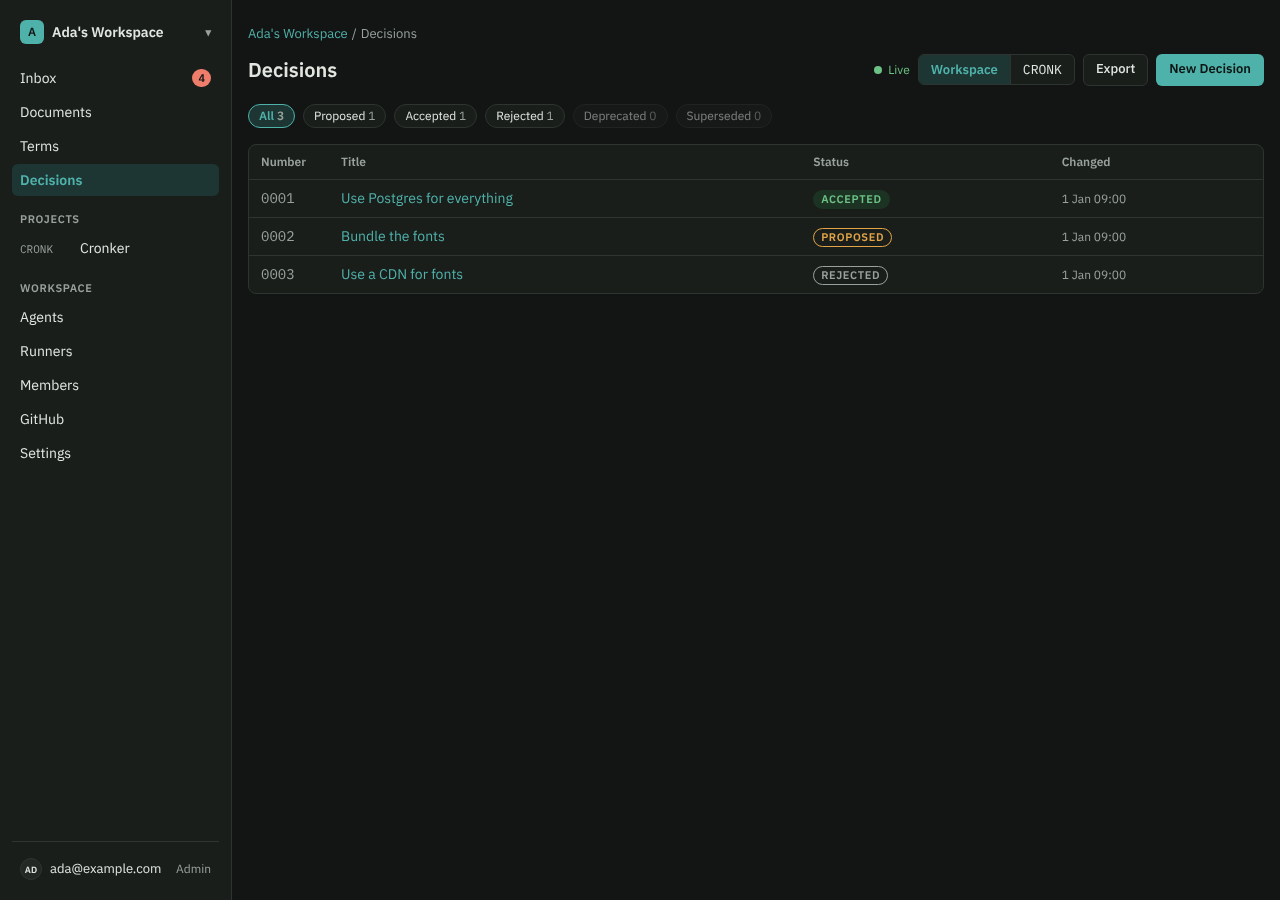 A Ada's Workspace ▾
Inbox 4
Documents
Terms
Decisions
PROJECTS
CRONK Cronker
WORKSPACE
Agents
Runners
Members
GitHub
Settings
AD ada@example.com Admin
Ada's Workspace / Decisions
Decisions
Live Workspace CRONK Export New Decision
All 3 Proposed 1 Accepted 1 Rejected 1 Deprecated 0 Superseded 0
Number Title Status Changed
0001 Use Postgres for everything ACCEPTED 1 Jan 09:00
0002 Bundle the fonts PROPOSED 1 Jan 09:00
0003 Use a CDN for fonts REJECTED 1 Jan 09:00